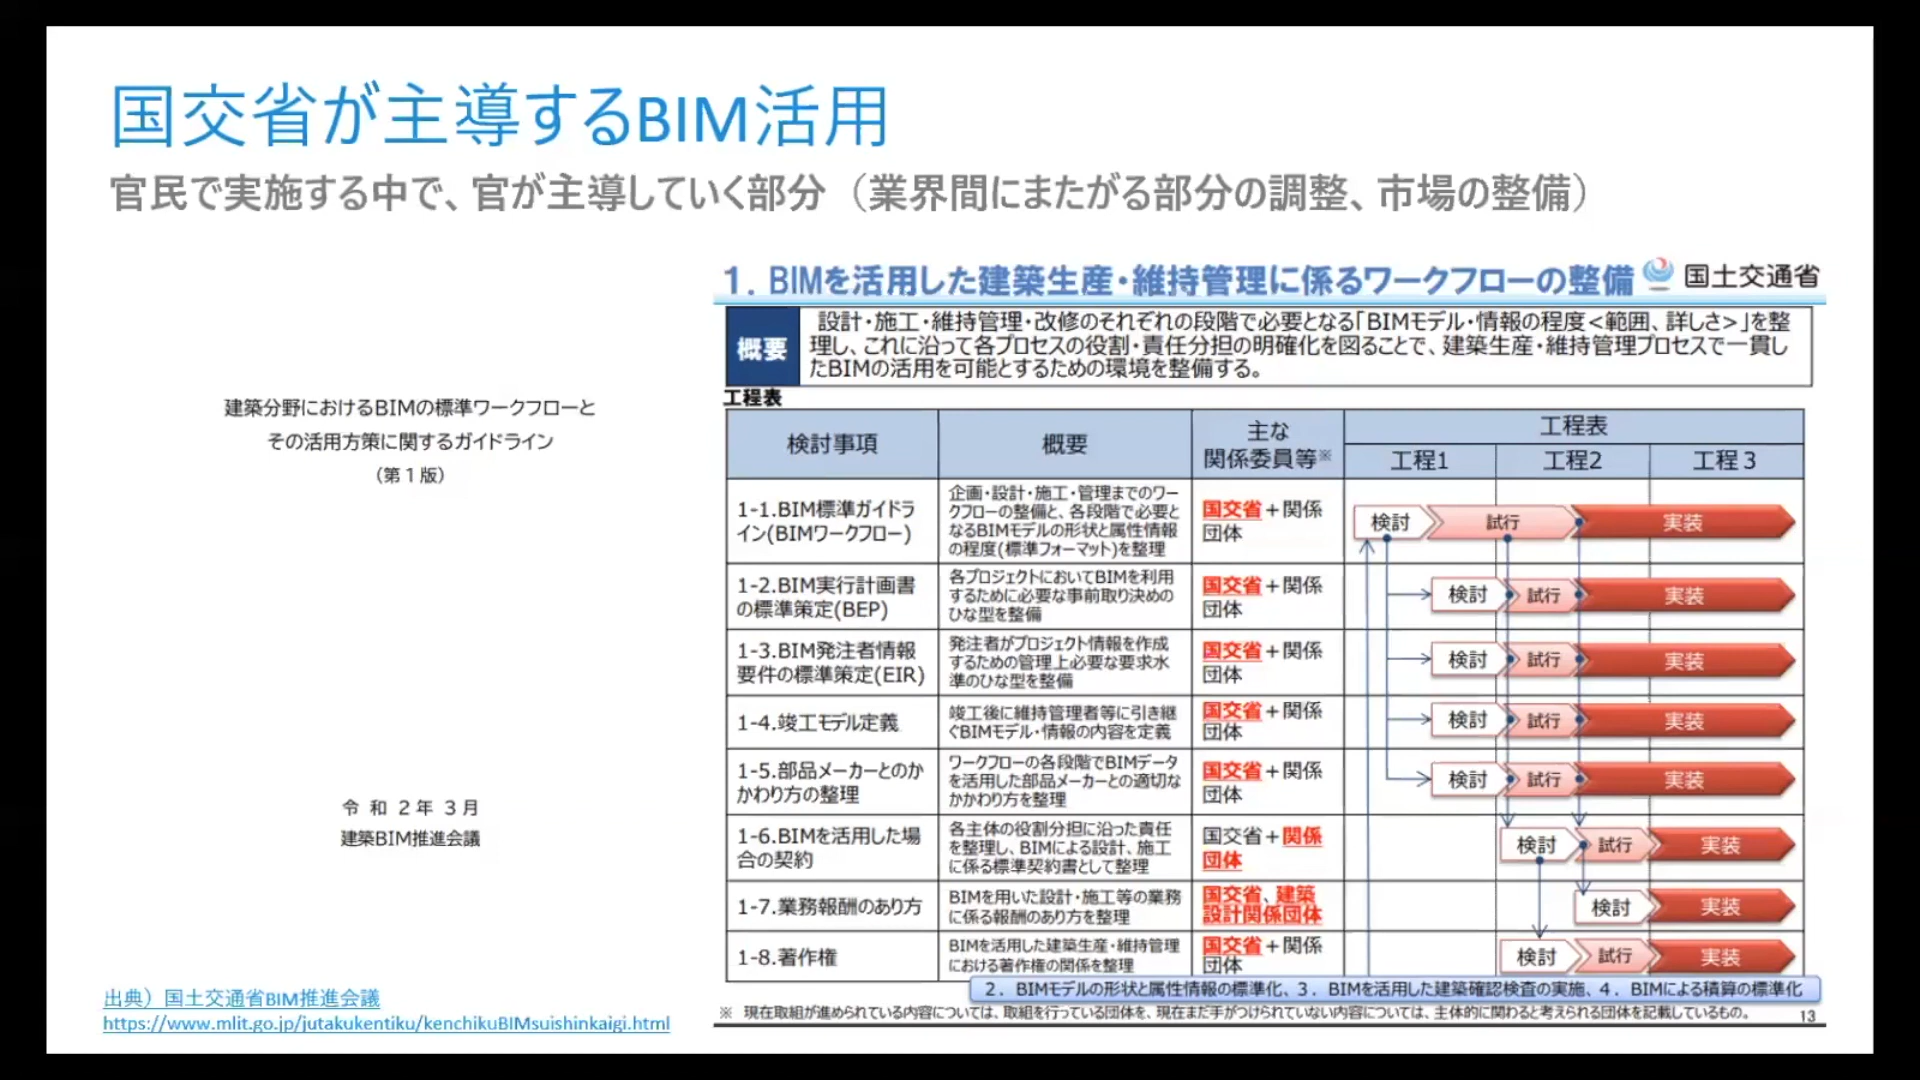 国交省が主導するBIM活用
官民で実施する中で、官が主導していく部分（業界間にまたがる部分の調整、市場の整備）
建築分野におけるBIMの標準ワークフローと
その活用方策に関するガイドライン
（第１版）
令 和 ２年 ３月
建築BIM推進会議
出典）国土交通省BIM推進会議
https://www.mlit.go.jp/jutakukentiku/kenchikuBIMsuishinkaigi.html
１．BIMを活用した建築生産・維持管理に係るワークフローの整備
国土交通省
概要
設計・施工・維持管理・改修のそれぞれの段階で必要となる「BIMモデル・情報の程度<範囲、詳しさ>」を整
理し、これに沿って各プロセスの役割・責任分担の明確化を図ることで、建築生産・維持管理プロセスで一貫し
たBIMの活用を可能とするための環境を整備する。
工程表
検討事項
概要
主な
関係委員等※
工程表
工程1
工程2
工程３
1-1.BIM標準ガイドラ
イン(BIMワークフロー)
企画・設計・施工・管理までのワー
クフローの整備と、各段階で必要と
なるBIMモデルの形状と属性情報
の程度(標準フォーマット)を整理
国交省＋関係
団体
検討
試行
実装
1-2.BIM実行計画書
の標準策定(BEP)
各プロジェクトにおいてBIMを利用
するために必要な事前取り決めの
ひな型を整備
国交省＋関係
団体
検討
試行
実装
1-3.BIM発注者情報
要件の標準策定(EIR)
発注者がプロジェクト情報を作成
するための管理上必要な要求水
準のひな型を整備
国交省＋関係
団体
検討
試行
実装
1-4.竣工モデル定義
竣工後に維持管理者等に引き継
ぐBIMモデル・情報の内容を定義
国交省＋関係
団体
検討
試行
実装
1-5.部品メーカーとのか
かわり方の整理
ワークフローの各段階でBIMデータ
を活用した部品メーカーとの適切な
かかわり方を整理
国交省＋関係
団体
検討
試行
実装
1-6.BIMを活用した場
合の契約
各主体の役割分担に沿った責任
を整理し、BIMによる設計、施工
に係る標準契約書として整理
国交省＋関係
団体
検討
試行
実装
1-7.業務報酬のあり方
BIMを用いた設計・施工等の業務
に係る報酬のあり方を整理
国交省、建築
設計関係団体
検討
実装
1-8.著作権
BIMを活用した建築生産・維持管理
における著作権の関係を整理
国交省＋関係
団体
検討
試行
実装
２．BIMモデルの形状と属性情報の標準化、３．BIMを活用した建築確認検査の実施、４．BIMによる積算の標準化
※ 現在取組が進められている内容については、取組を行っている団体を、現在まだ手がつけられていない内容については、主体的に関わると考えられる団体を記載しているもの。
13